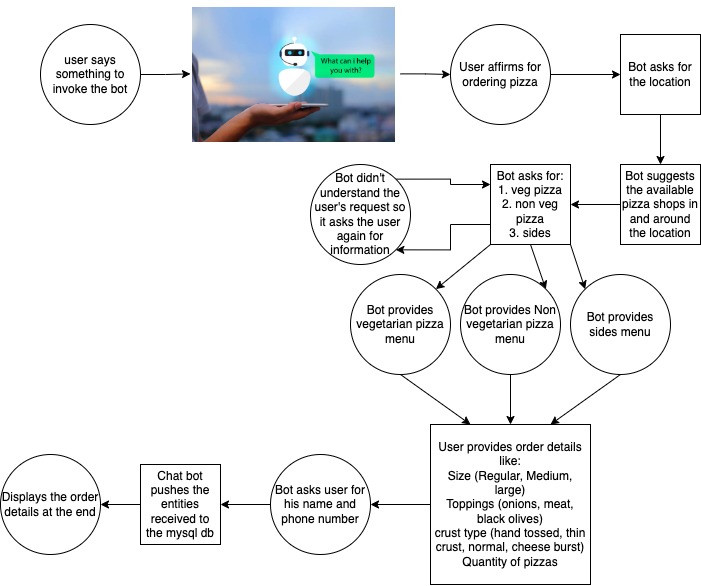 user says
something to
invoke the bot
What can i help
you with?
User affirms for
ordering pizza
Bot asks for
the location
Bot suggests
the available
pizza shops in
and around
the location
Bot asks for:
1. veg pizza
2. non veg
pizza
3. sides
Bot didn't
understand the
user's request so
it asks the user
again for
information
Bot provides
vegetarian pizza
menu
Bot provides Non
vegetarian pizza
menu
Bot provides
sides menu
User provides order details
like:
Size (Regular, Medium,
large)
Toppings (onions, meat,
black olives)
crust type (hand tossed, thin
crust, normal, cheese burst)
Quantity of pizzas
Bot asks user for
his name and
phone number
Chat bot
pushes the
entities
received to
the mysql db
Displays the order
details at the end